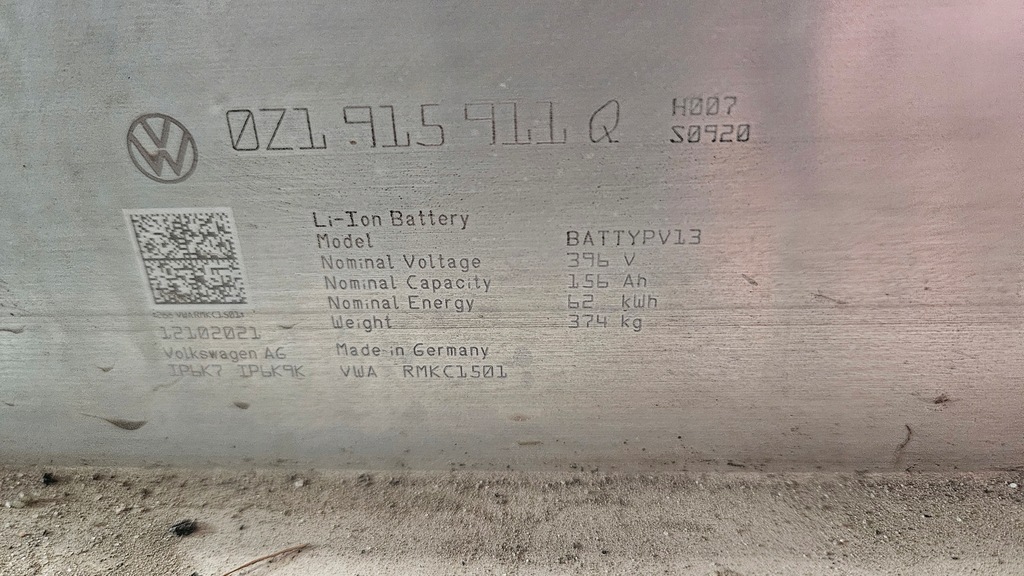 0Z1 915 911 Q H007
S0920
Li-Ion Battery
Model BATTYPV13
Nominal Voltage 396 V
Nominal Capacity 156 Ah
Nominal Energy 62 kWh
Weight 374 kg
12102021
Volkswagen AG Made in Germany
IP6K7 IP6K9K VWA RMKC1501